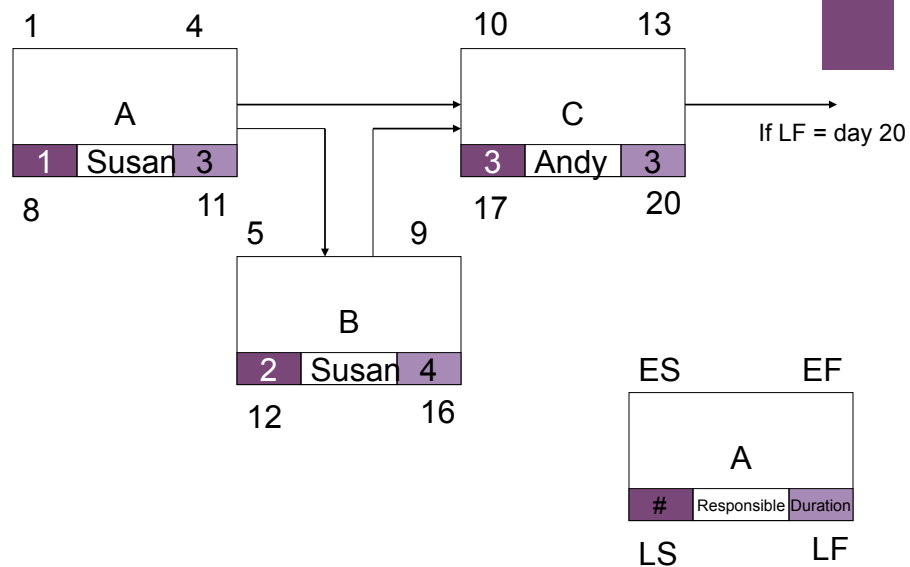 1 4
A
1 Susan 3
8 11
10 13
C
3 Andy 3
17 20
If LF = day 20
5 9
B
2 Susan 4
12 16
ES EF
A
# Responsible Duration
LS LF